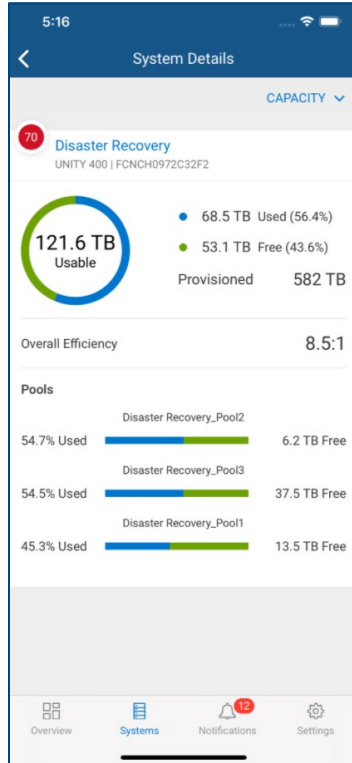 5:16
System Details
CAPACITY
70
Disaster Recovery
UNITY 400 | FCNCH0972C32F2
121.6 TB
Usable
68.5 TB Used (56.4%)
53.1 TB Free (43.6%)
Provisioned 582 TB
Overall Efficiency 8.5:1
Pools
Disaster Recovery_Pool2
54.7% Used 6.2 TB Free
Disaster Recovery_Pool3
54.5% Used 37.5 TB Free
Disaster Recovery_Pool1
45.3% Used 13.5 TB Free
12
Overview Systems Notifications Settings